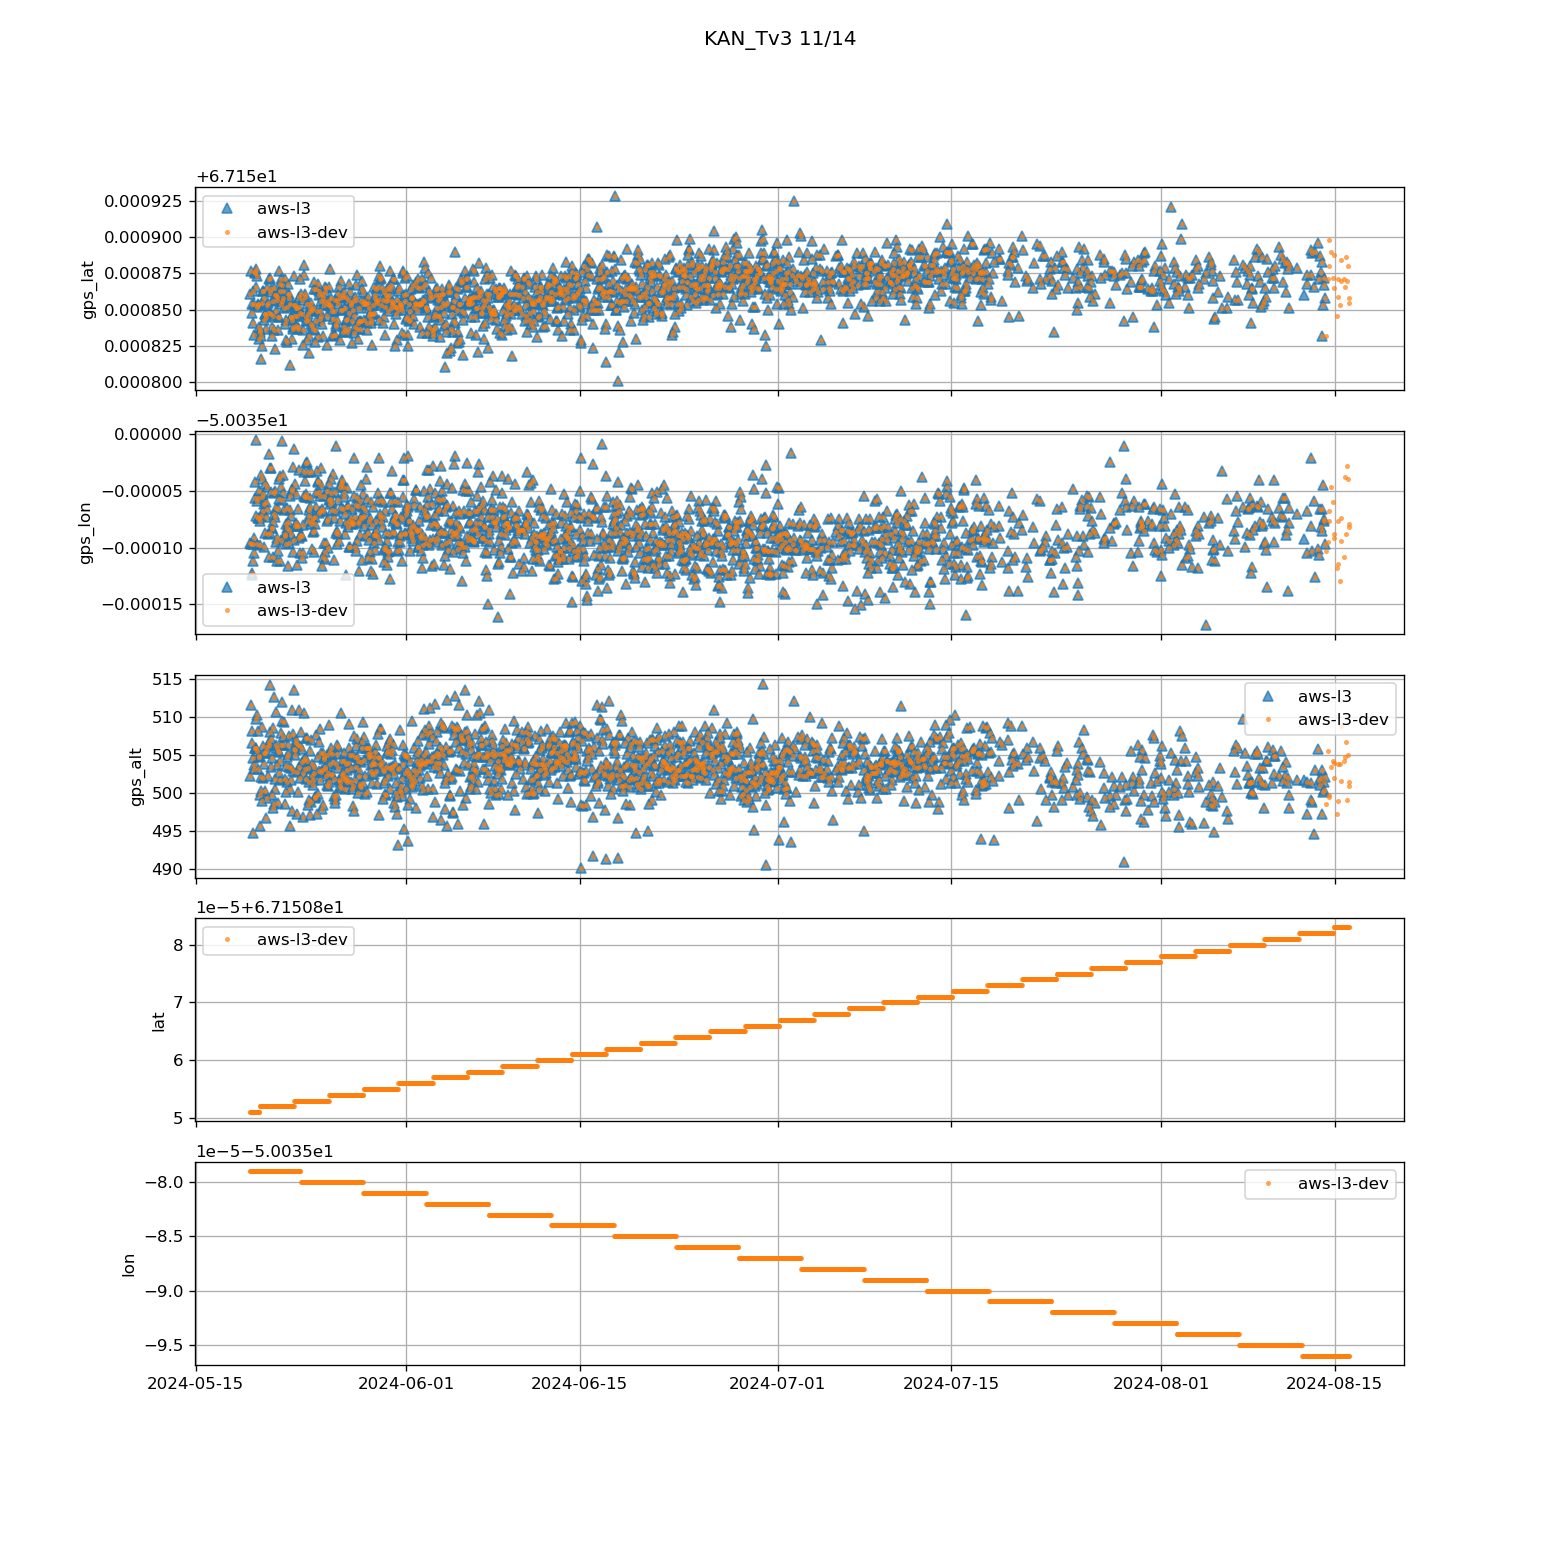 KAN_Tv3 11/14
+6.715e1
0.000925
0.000900
0.000875
0.000850
0.000825
0.000800
gps_lat
aws-l3
aws-l3-dev
−5.0035e1
0.00000
−0.00005
−0.00010
−0.00015
gps_lon
aws-l3
aws-l3-dev
515
510
505
500
495
490
gps_alt
aws-l3
aws-l3-dev
1e−5+6.71508e1
8
7
6
5
lat
aws-l3-dev
1e−5−5.0035e1
−8.0
−8.5
−9.0
−9.5
lon
aws-l3-dev
2024-05-15 2024-06-01 2024-06-15 2024-07-01 2024-07-15 2024-08-01 2024-08-15